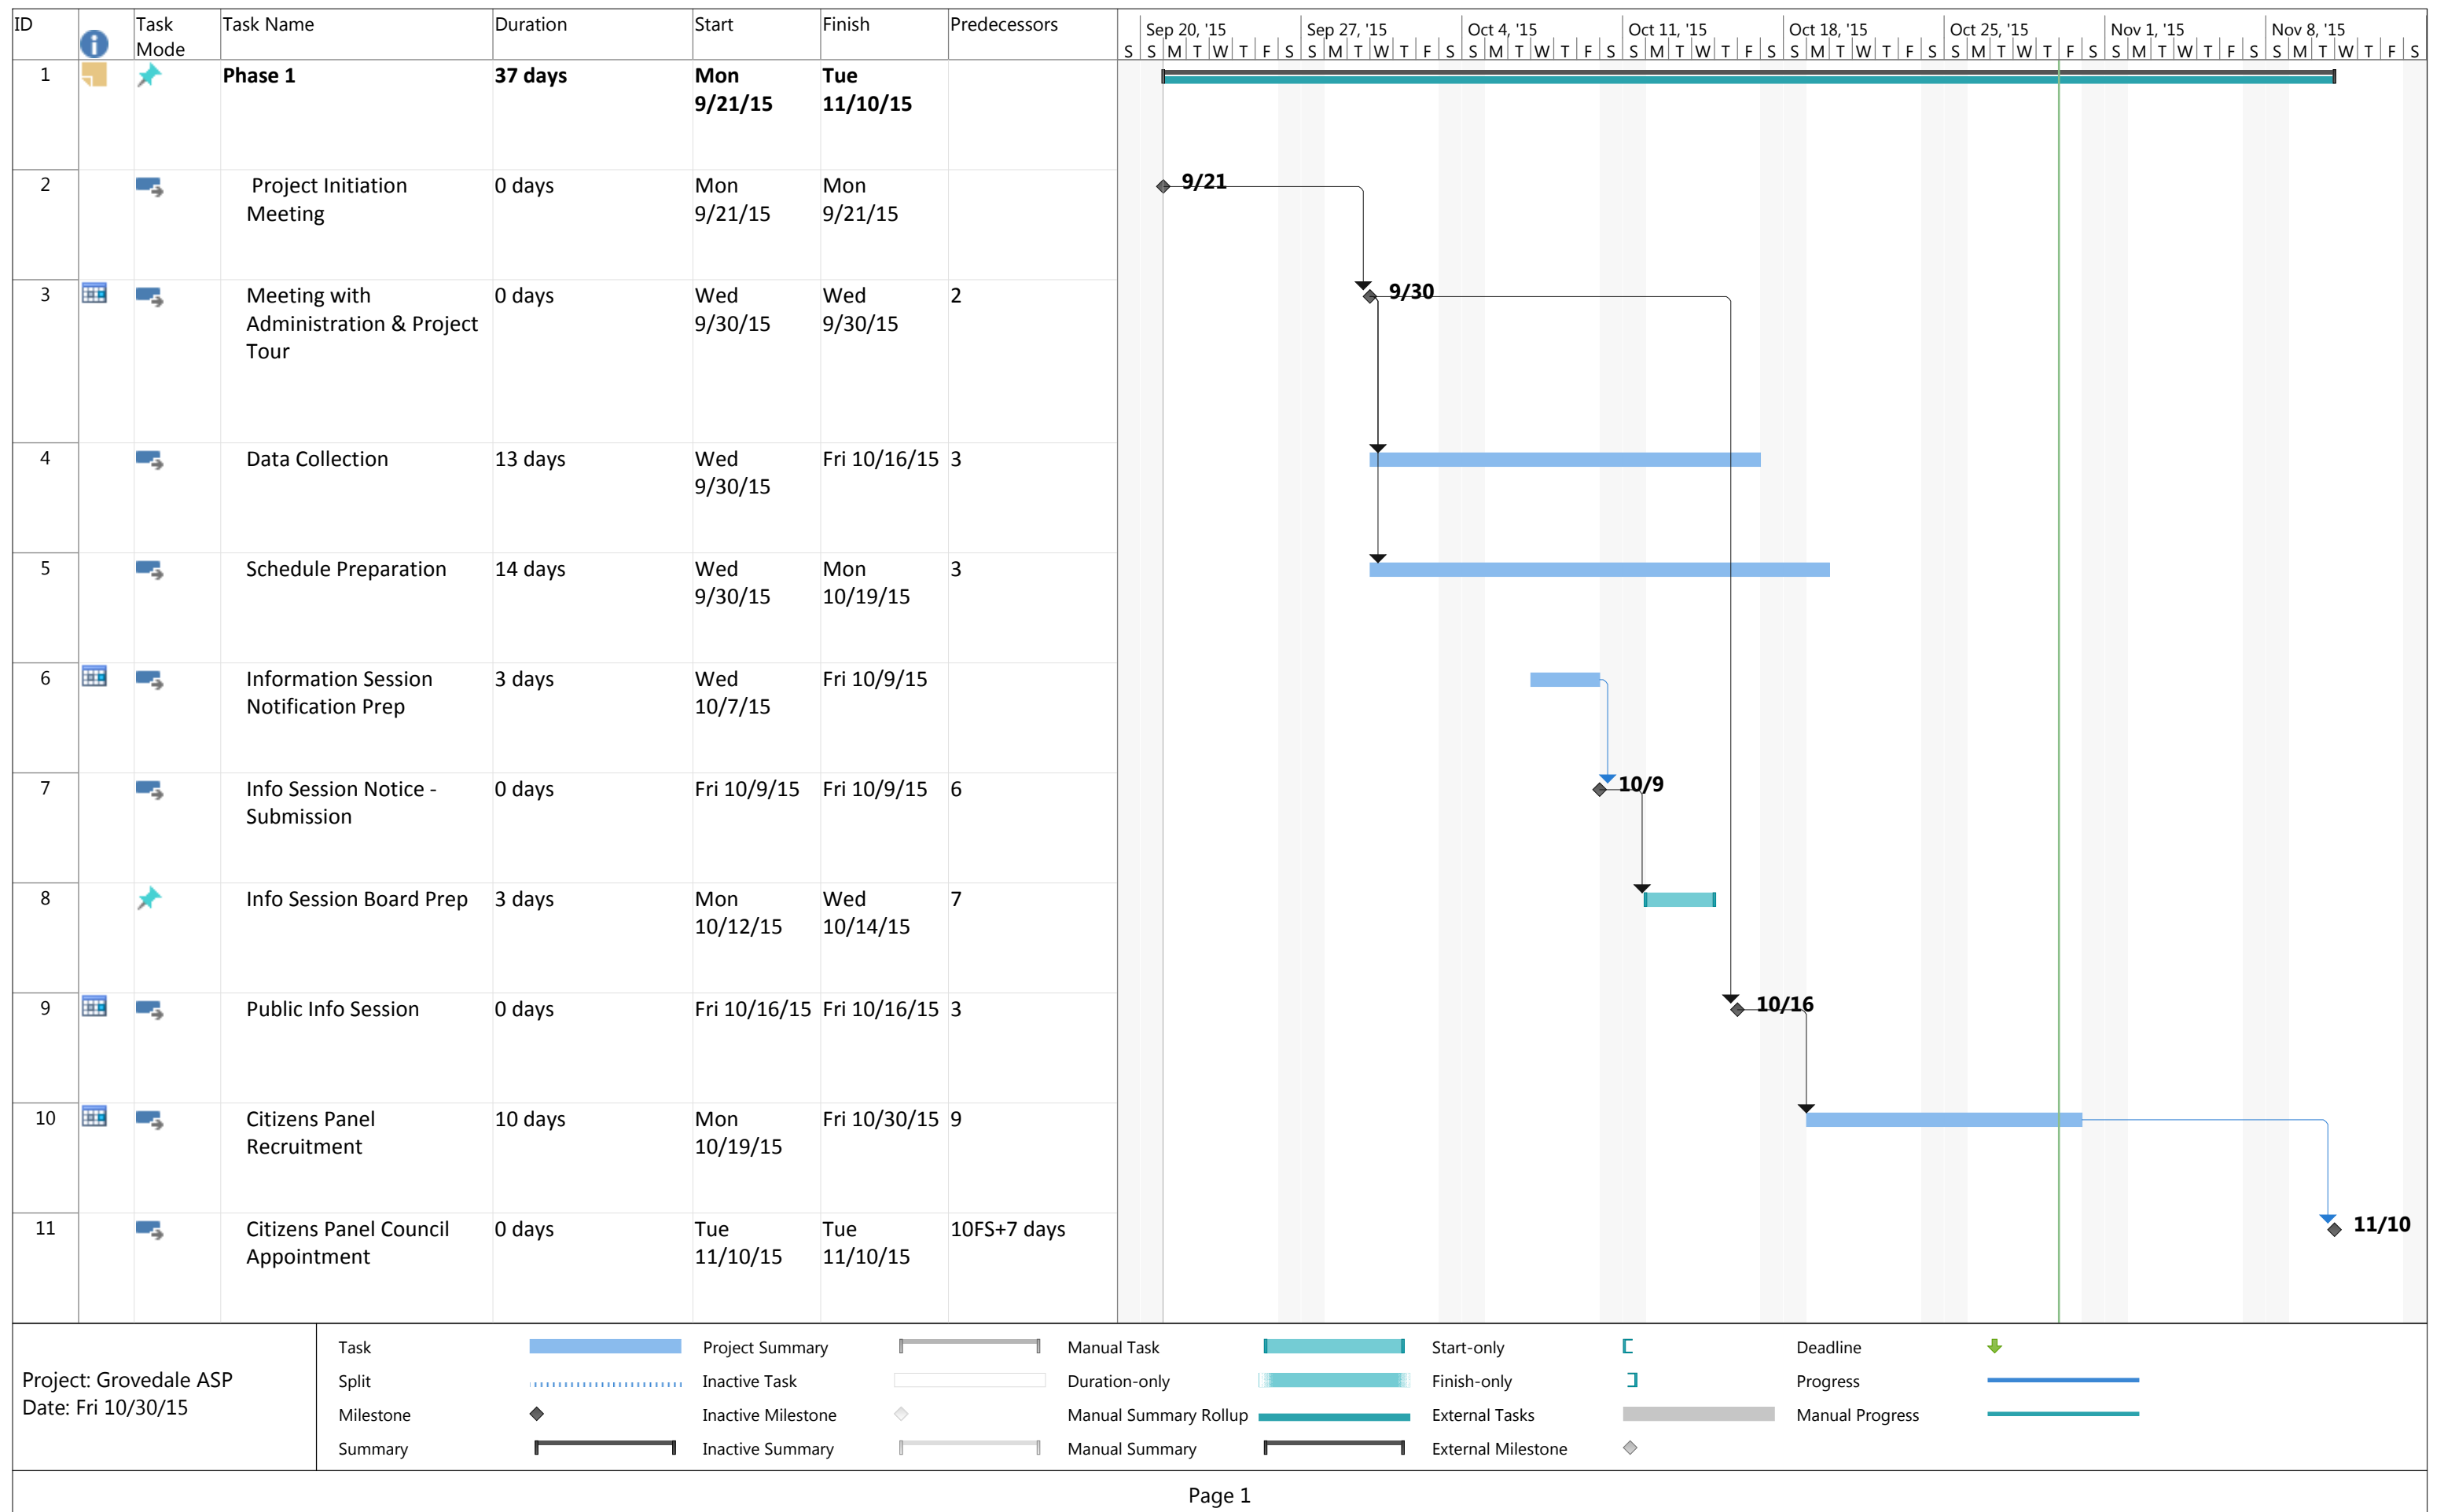 ID Task Mode Task Name Duration Start Finish Predecessors
Sep 20, '15 Sep 27, '15 Oct 4, '15 Oct 11, '15 Oct 18, '15 Oct 25, '15 Nov 1, '15 Nov 8, '15
S S M T W T F S S M T W T F S S M T W T F S S M T W T F S S M T W T F S S M T W T F S S M T W T F S S M T W T F S
1 Phase 1 37 days Mon 9/21/15 Tue 11/10/15
2 Project Initiation Meeting 0 days Mon 9/21/15 Mon 9/21/15 9/21
3 Meeting with Administration & Project Tour 0 days Wed 9/30/15 Wed 9/30/15 2 9/30
4 Data Collection 13 days Wed 9/30/15 Fri 10/16/15 3
5 Schedule Preparation 14 days Wed 9/30/15 Mon 10/19/15 3
6 Information Session Notification Prep 3 days Wed 10/7/15 Fri 10/9/15
7 Info Session Notice - Submission 0 days Fri 10/9/15 Fri 10/9/15 6 10/9
8 Info Session Board Prep 3 days Mon 10/12/15 Wed 10/14/15 7
9 Public Info Session 0 days Fri 10/16/15 Fri 10/16/15 3 10/16
10 Citizens Panel Recruitment 10 days Mon 10/19/15 Fri 10/30/15 9
11 Citizens Panel Council Appointment 0 days Tue 11/10/15 Tue 11/10/15 10FS+7 days 11/10
Project: Grovedale ASP
Date: Fri 10/30/15
Task Project Summary Manual Task Start-only Deadline
Split Inactive Task Duration-only Finish-only Progress
Milestone Inactive Milestone Manual Summary Rollup External Tasks Manual Progress
Summary Inactive Summary Manual Summary External Milestone
Page 1